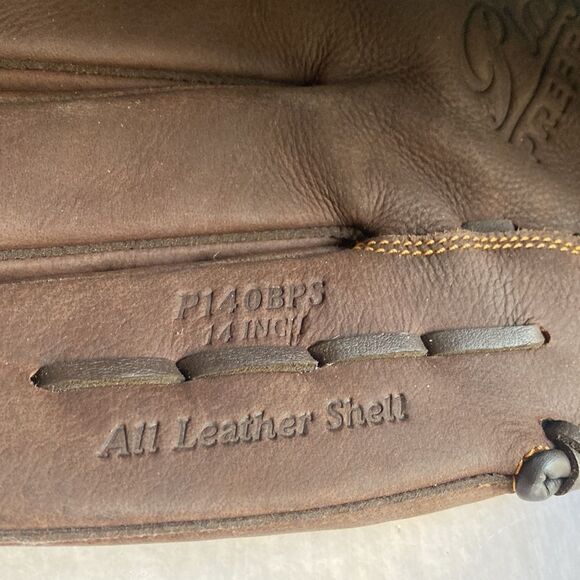 P140BPS
14 INCH
All Leather Shell